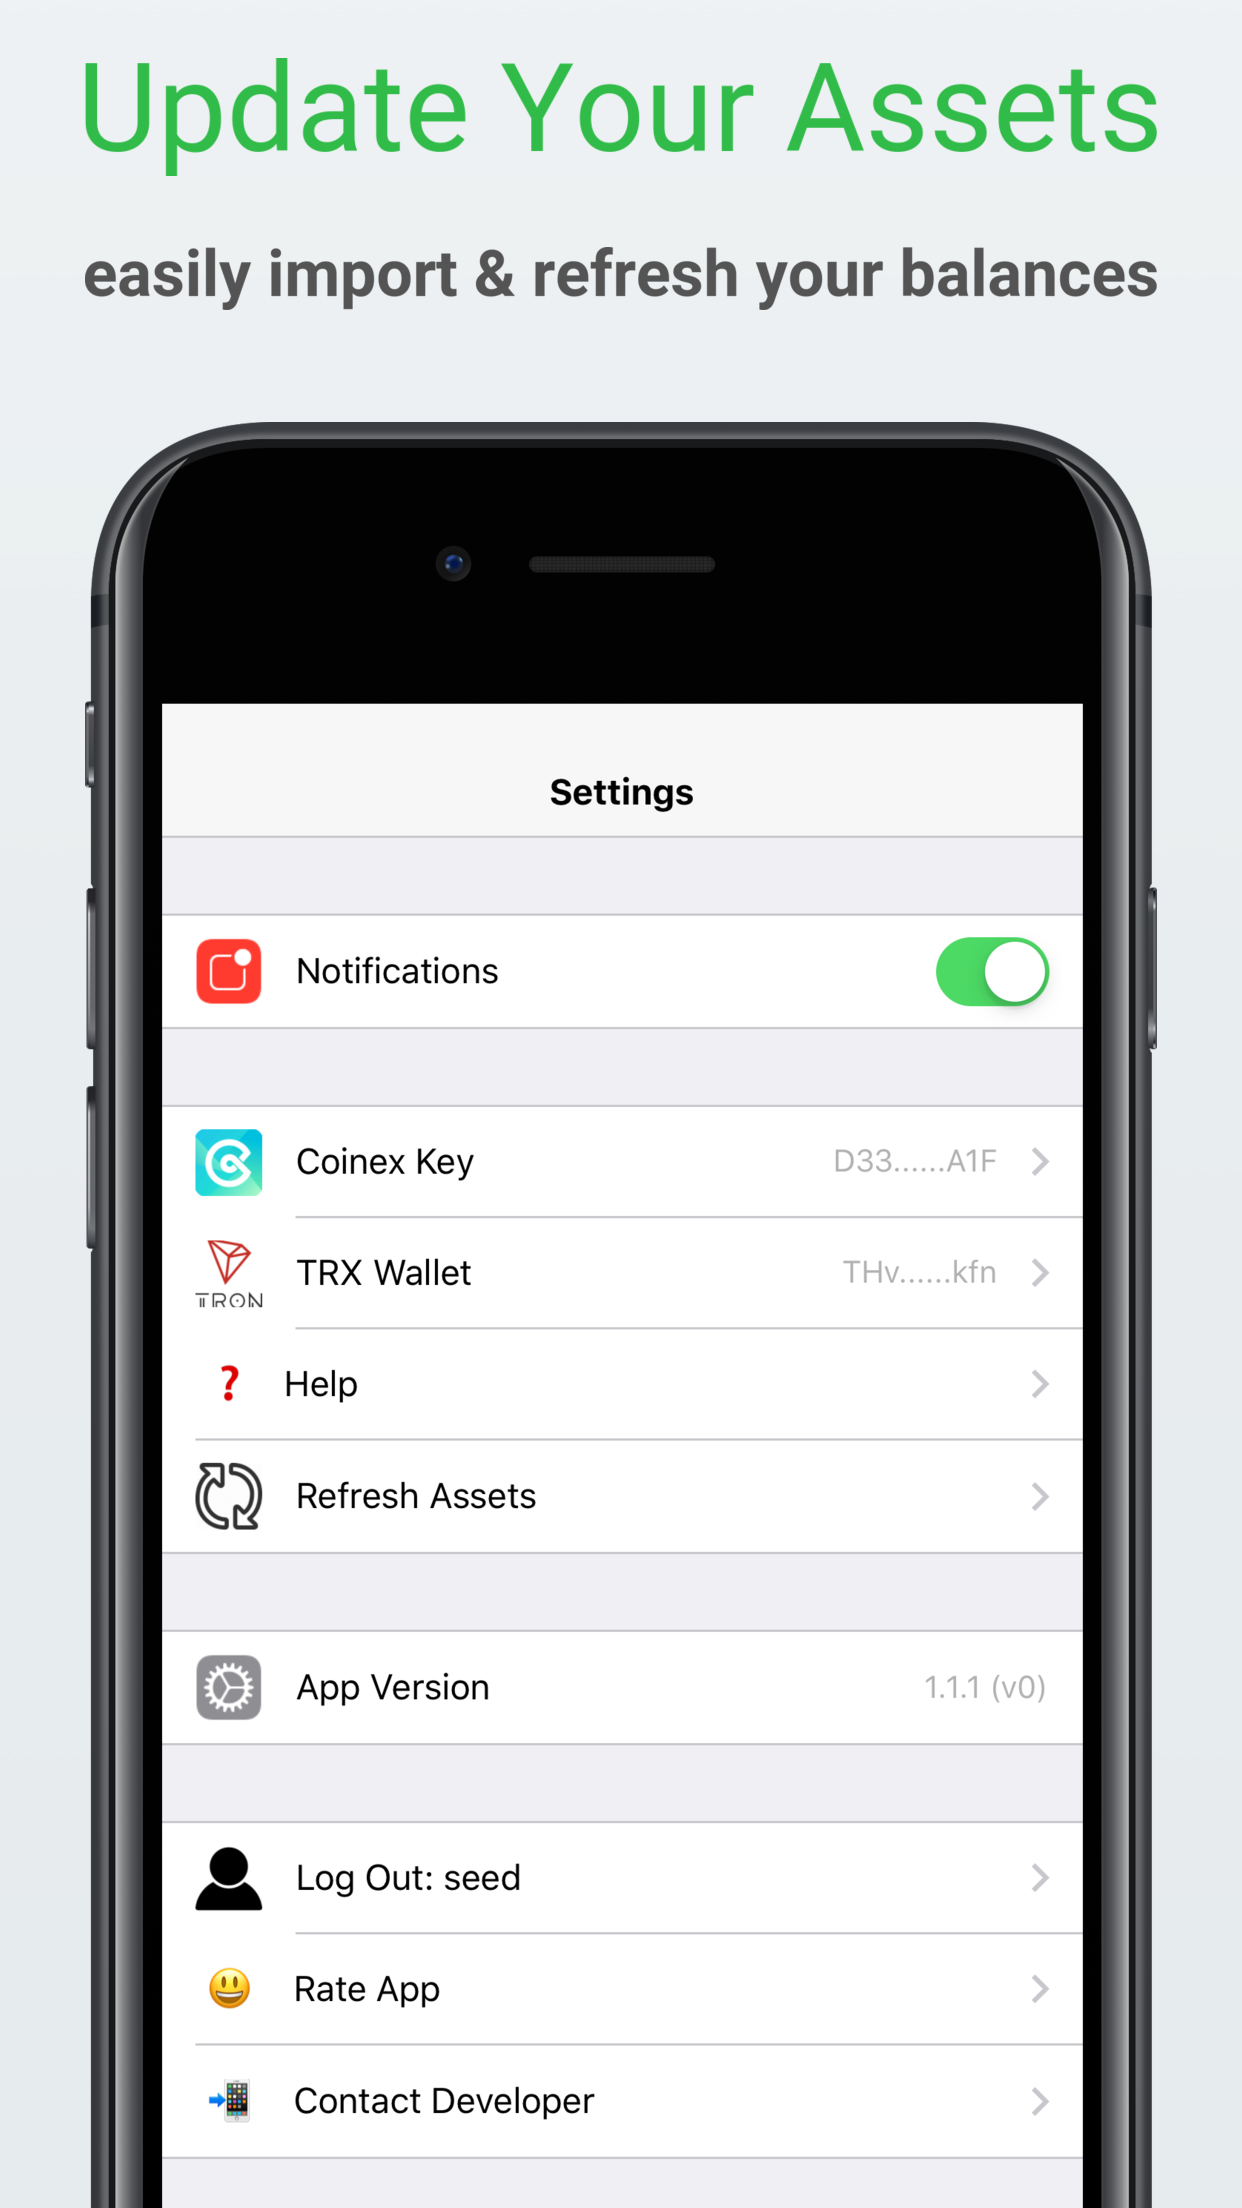 Update Your Assets
easily import & refresh your balances
Settings
Notifications
Coinex Key D33......A1F
TRX Wallet THv......kfn
TRON
? Help
Refresh Assets
App Version 1.1.1 (v0)
Log Out: seed
Rate App
Contact Developer